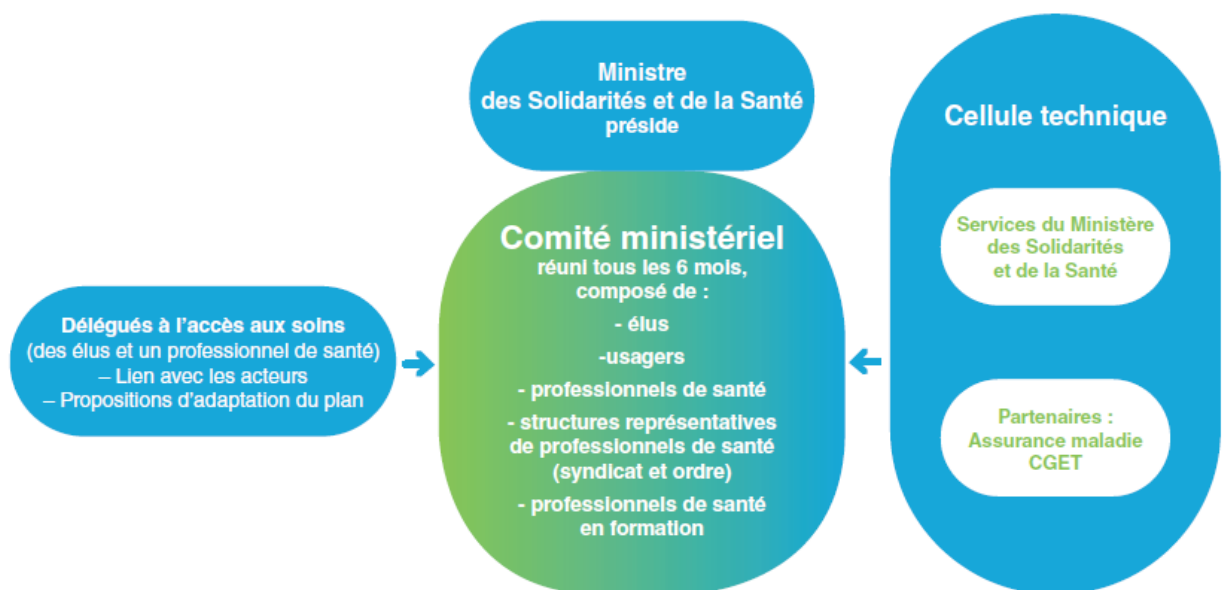 Ministre
des Solidarités et de la Santé
préside
Comité ministériel
réuni tous les 6 mois,
composé de :
- élus
-usagers
- professionnels de santé
- structures représentatives
de professionnels de santé
(syndicat et ordre)
- professionnels de santé
en formation
Délégués à l’accès aux soins
(des élus et un professionnel de santé)
– Lien avec les acteurs
– Propositions d’adaptation du plan
Cellule technique
Services du Ministère
des Solidarités
et de la Santé
Partenaires :
Assurance maladie
CGET